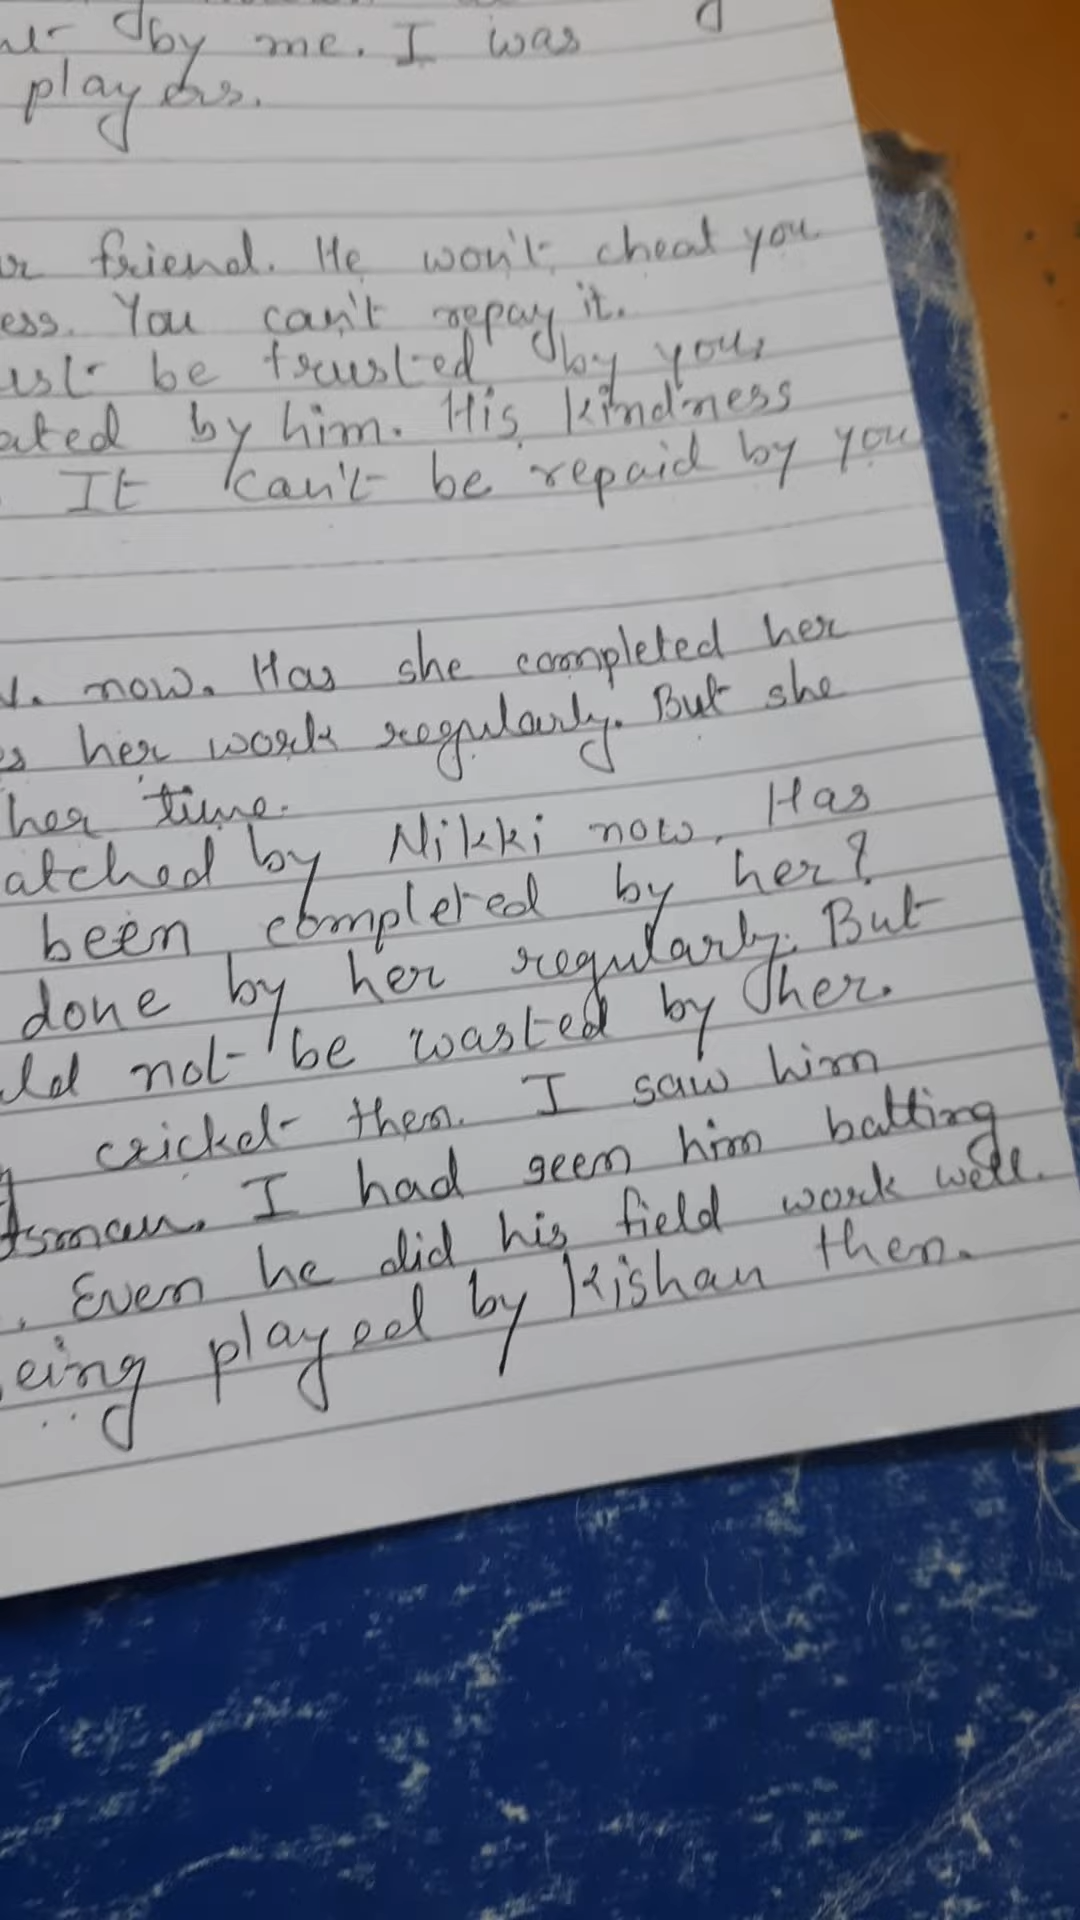 by me. I was
players.
friend. He won't cheat you
ess. You can't repay it.
be trusted by you,
ated by him. His kindness
It can't be repaid by you
now. Has she completed her
her work regularly. But she
her time.
atched by Nikki now. Has
been completed by her?
done by her regularly. But
ld not be wasted by her.
cricket then. I saw him
tsman. I had seen him batting
. Even he did his field work well.
eing played by Kishan then.